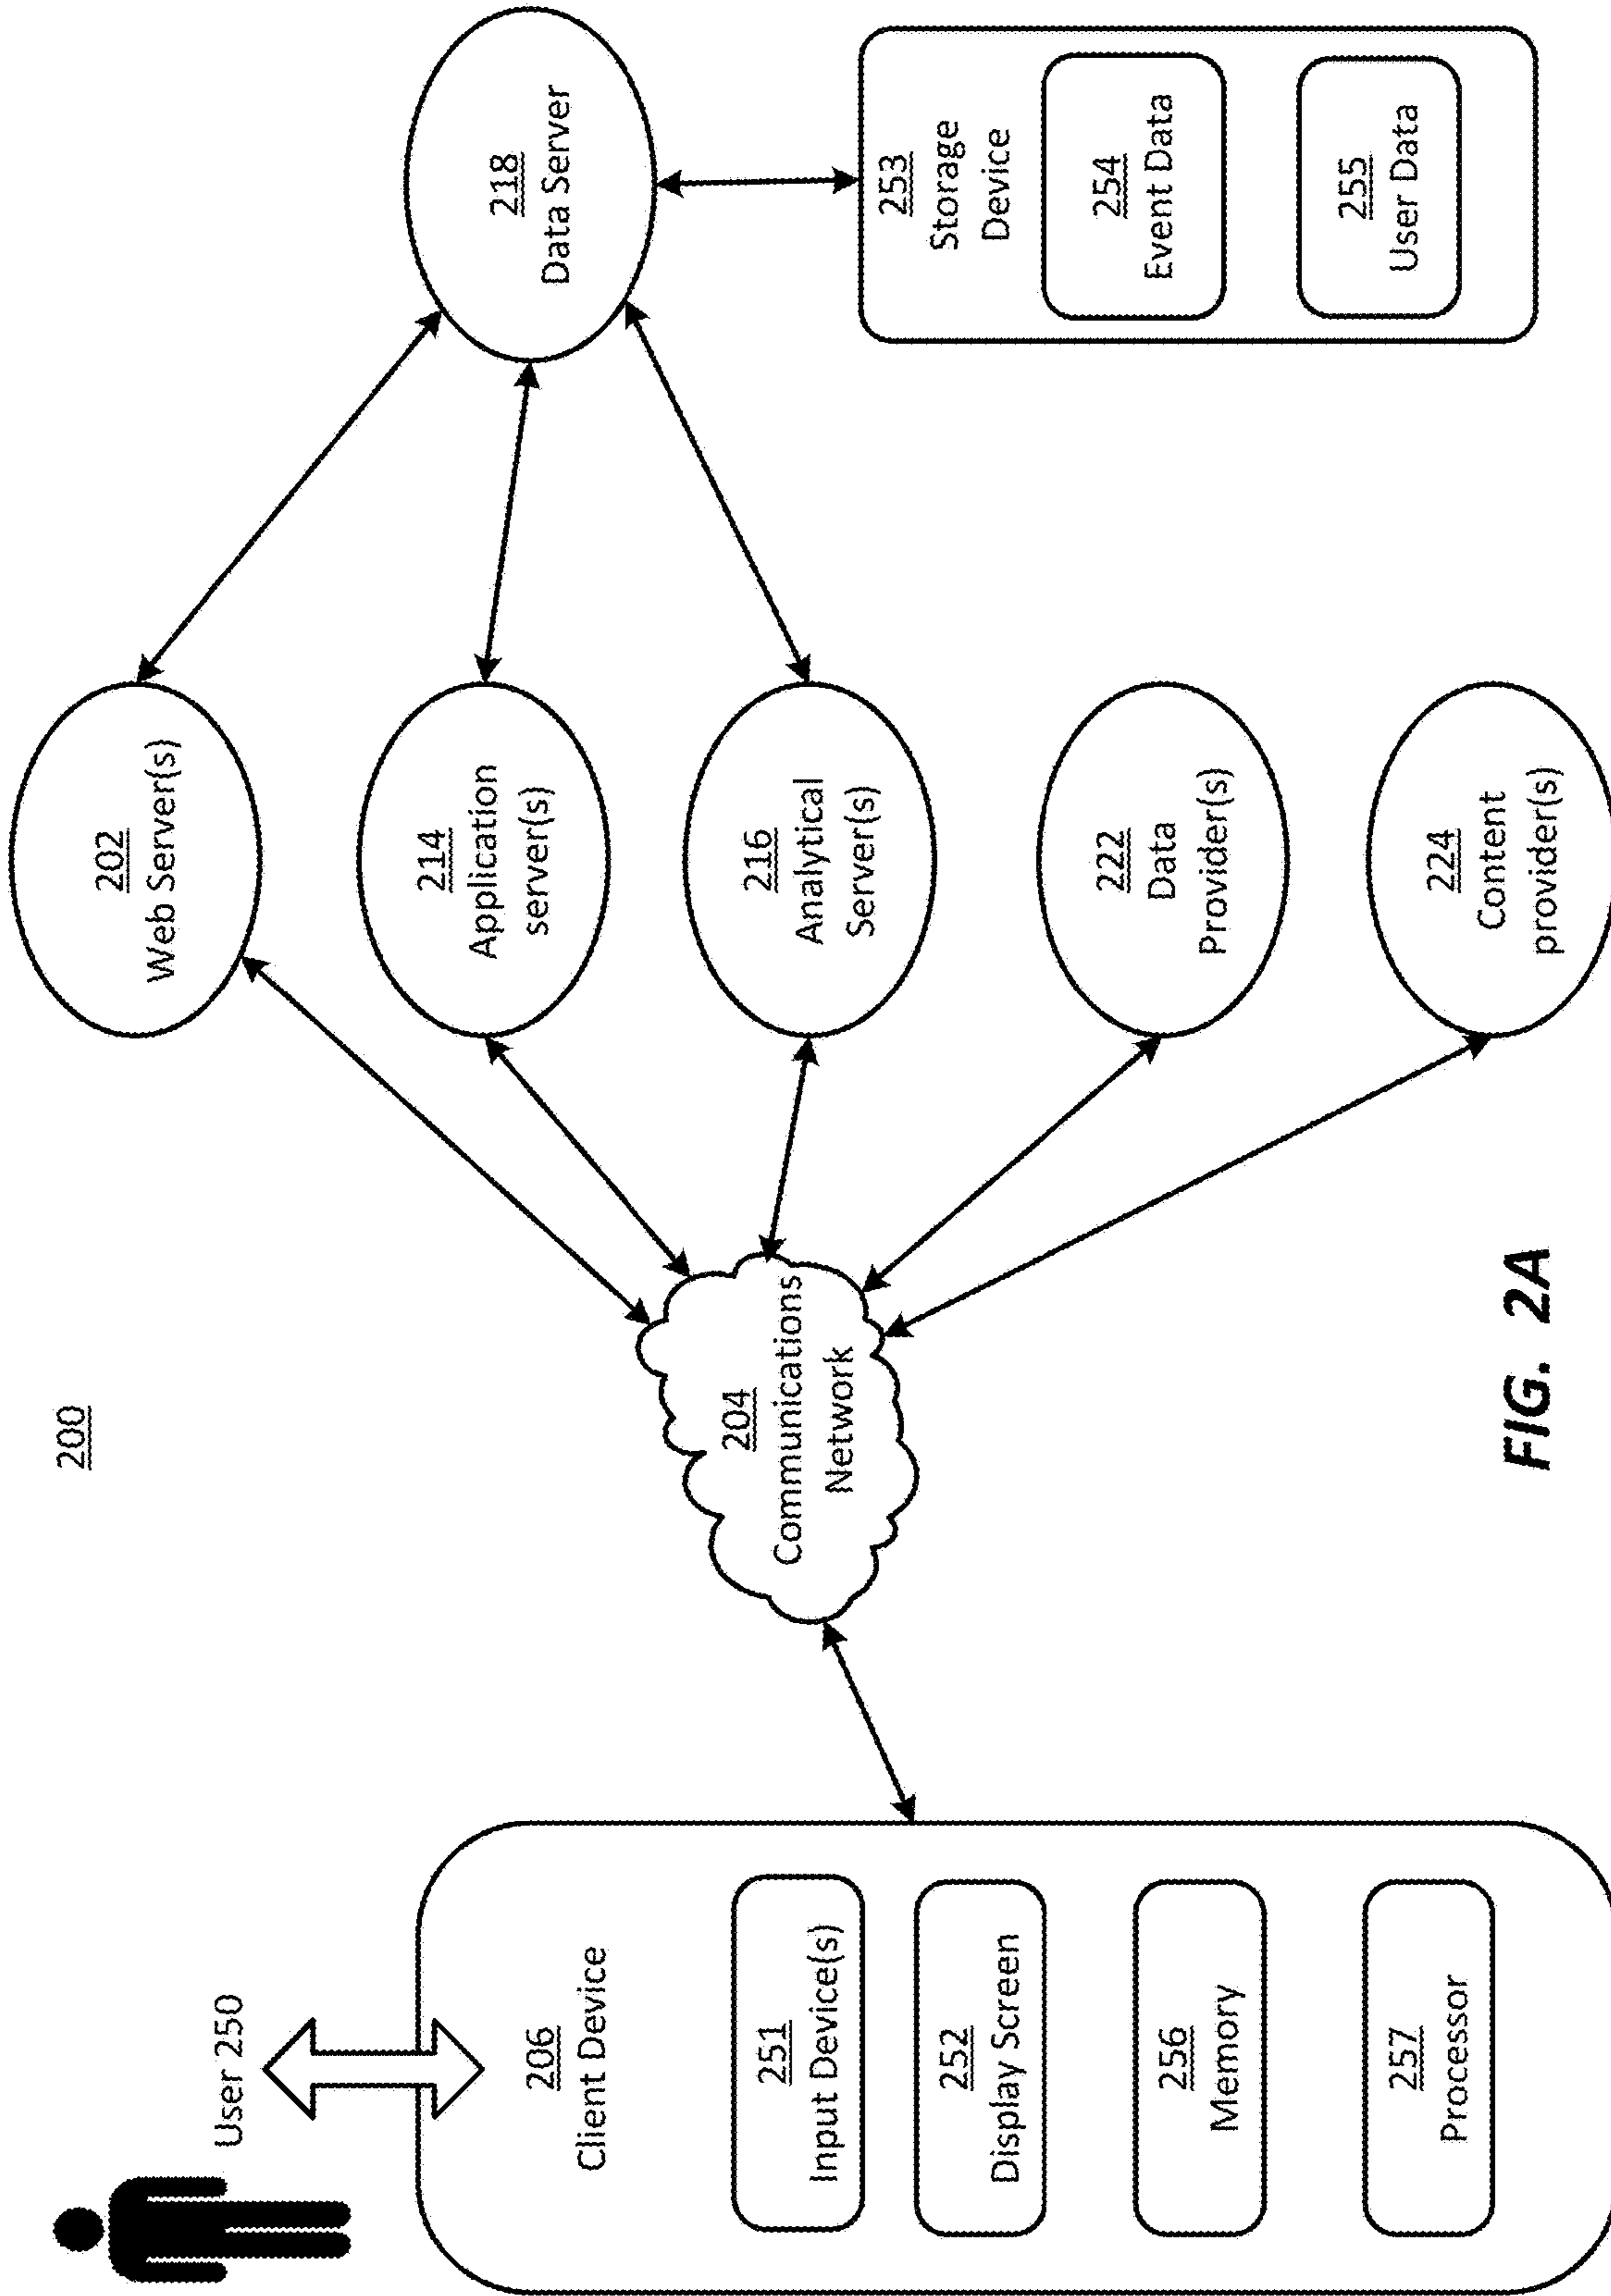 200
User 250
206
Client Device
251
Input Device(s)
252
Display Screen
256
Memory
257
Processor
204
Communications
Network
202
Web Server(s)
214
Application
server(s)
216
Analytical
Server(s)
222
Data
Provider(s)
224
Content
provider(s)
218
Data Server
253
Storage
Device
254
Event Data
255
User Data
FIG. 2A